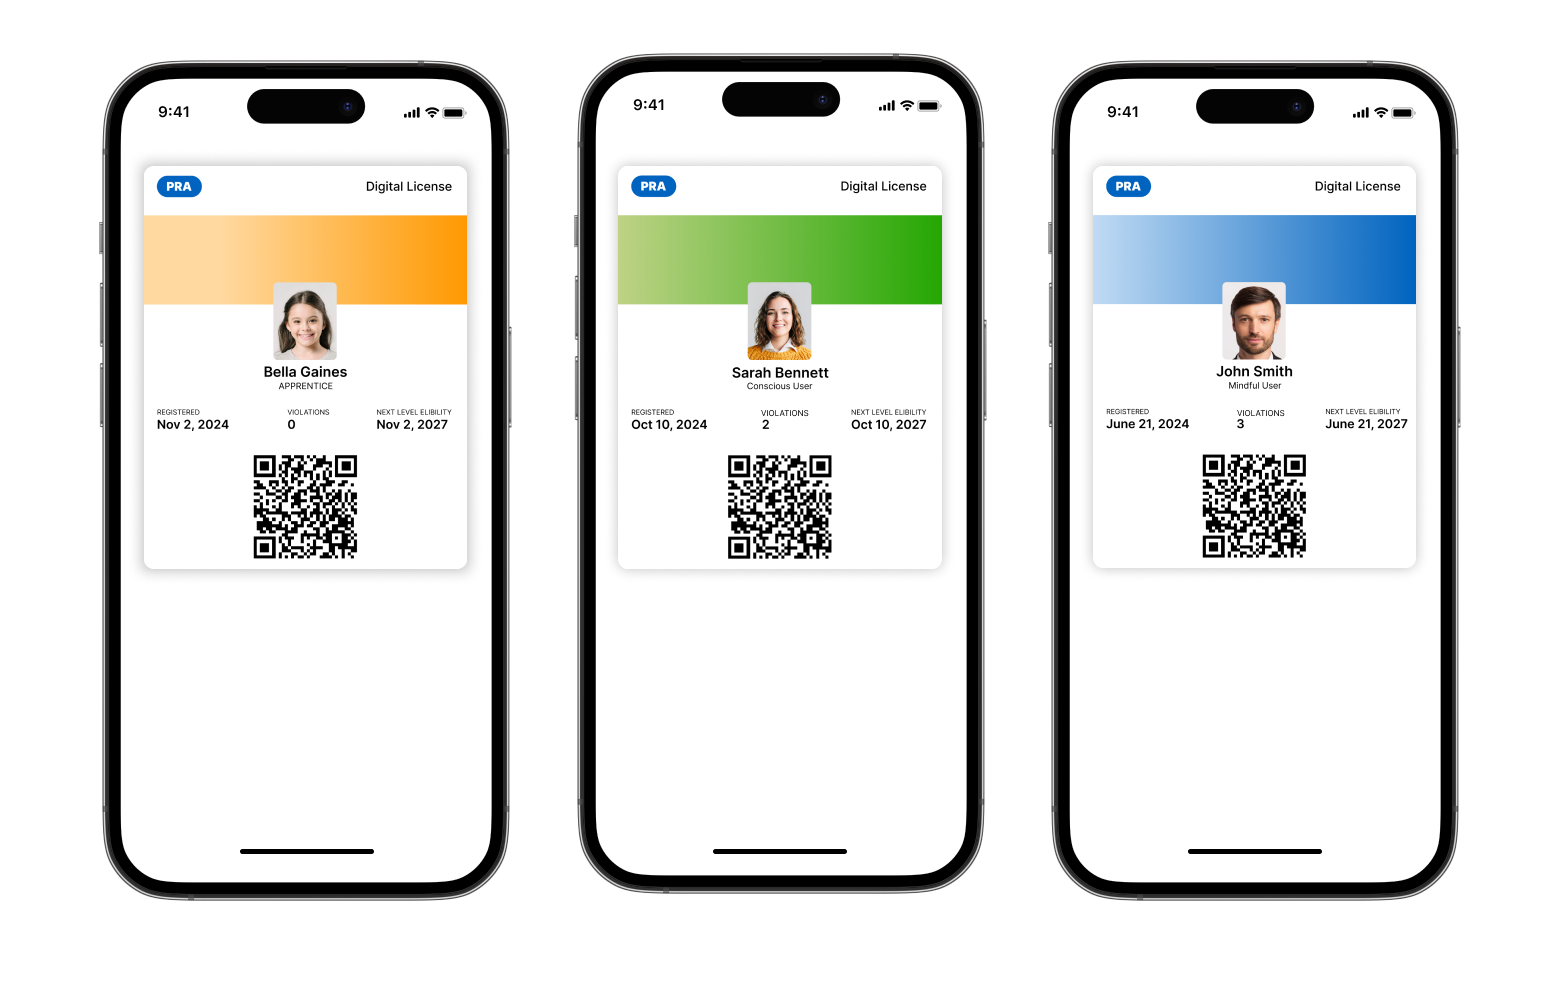 9:41
PRA Digital License
Bella Gaines
APPRENTICE
REGISTERED VIOLATIONS NEXT LEVEL ELIBILITY
Nov 2, 2024 0 Nov 2, 2027
9:41
PRA Digital License
Sarah Bennett
Conscious User
REGISTERED VIOLATIONS NEXT LEVEL ELIBILITY
Oct 10, 2024 2 Oct 10, 2027
9:41
PRA Digital License
John Smith
Mindful User
REGISTERED VIOLATIONS NEXT LEVEL ELIBILITY
June 21, 2024 3 June 21, 2027